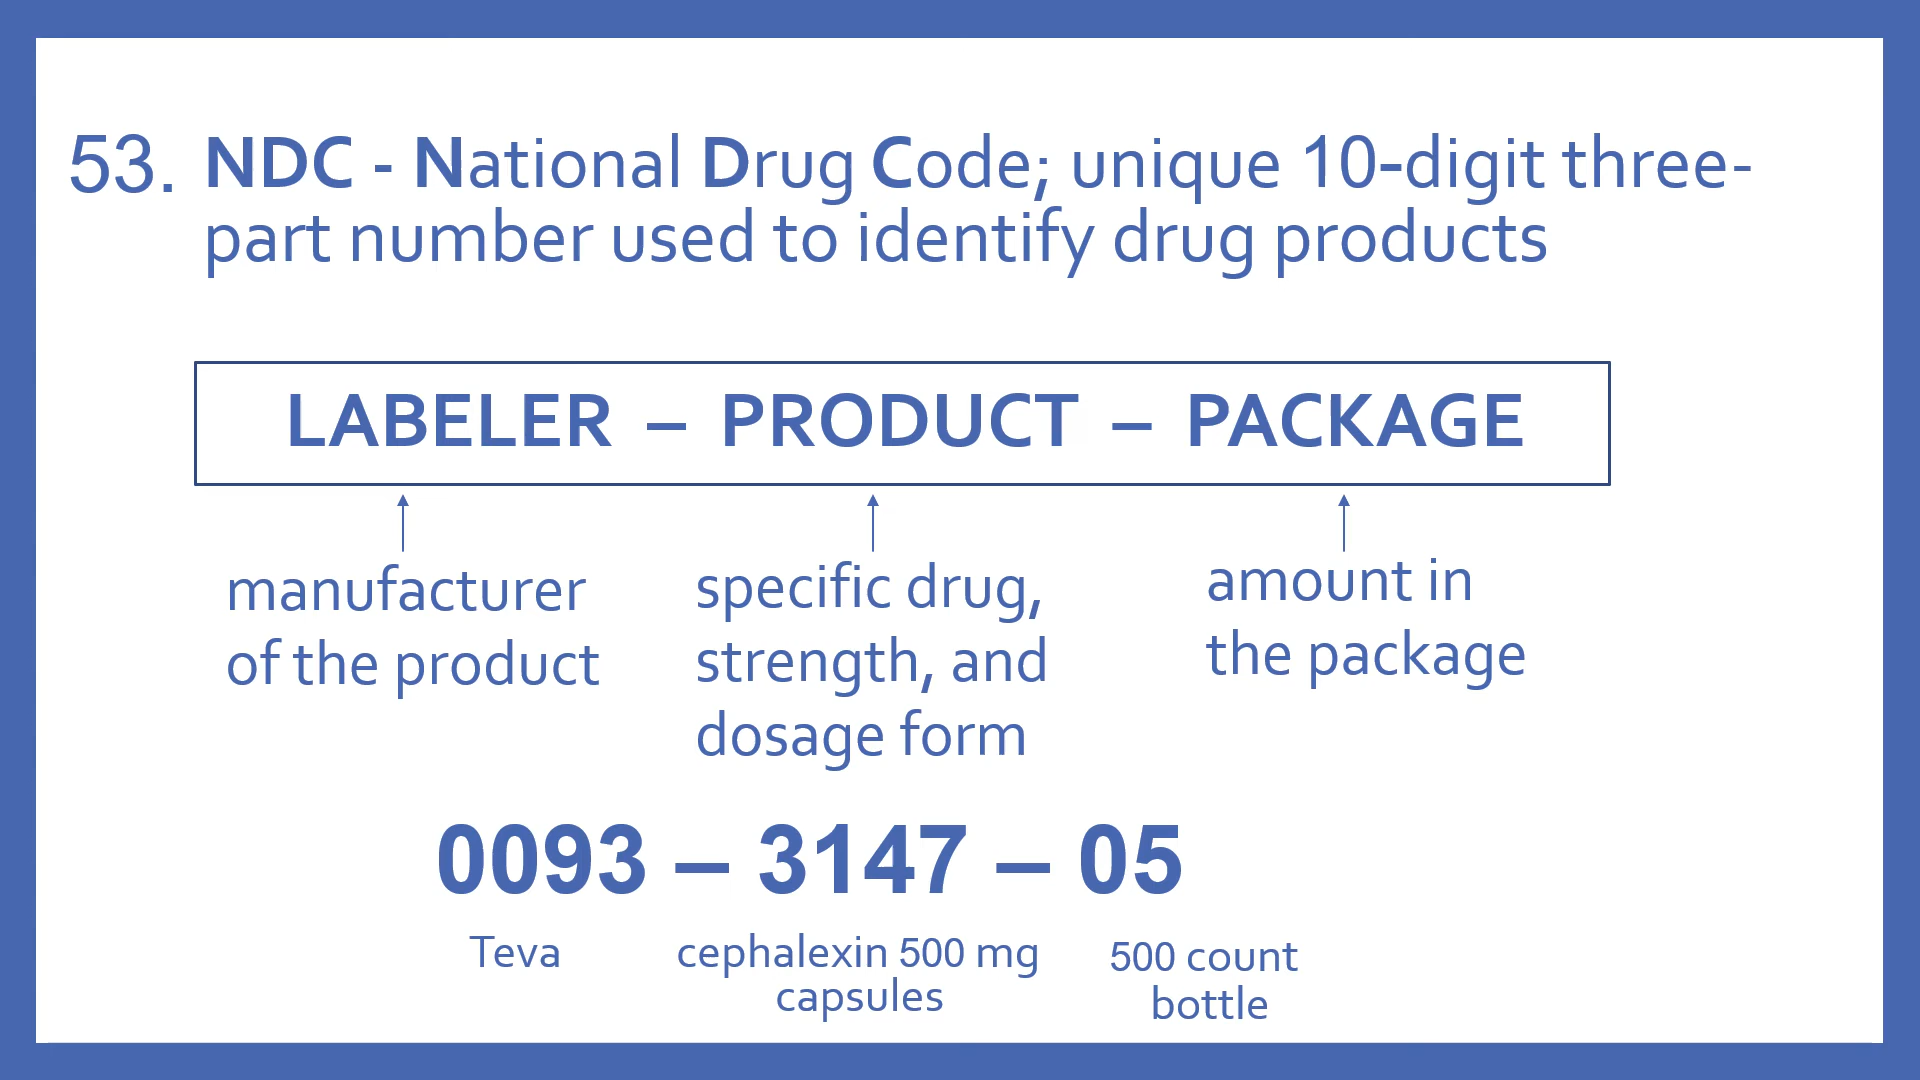 53. NDC - National Drug Code; unique 10-digit three-
part number used to identify drug products
LABELER – PRODUCT – PACKAGE
manufacturer
of the product
specific drug,
strength, and
dosage form
amount in
the package
0093 – 3147 – 05
Teva
cephalexin 500 mg
capsules
500 count
bottle